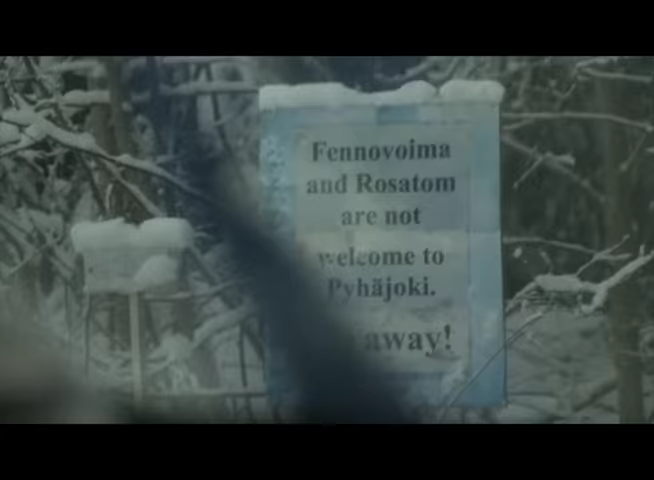 Fennovoima
and Rosatom
are not
welcome to
Pyhäjoki.
away!